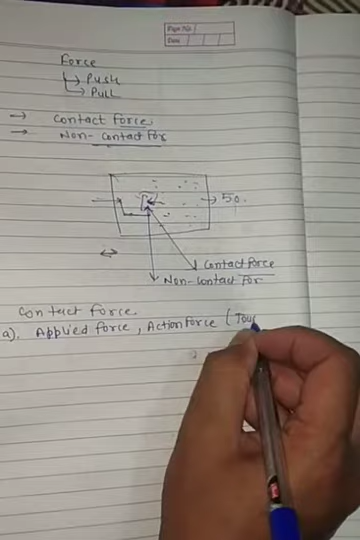 Page No.
Date
Force
Push
Pull
Contact force.
Non-Contact For
50.
Contact force
Non-Contact For
Contact force.
a). Applied force, Action force (Tou